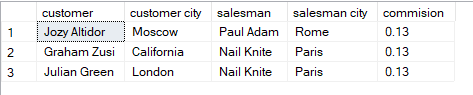 customer customer city salesman salesman city commision
1 Jozy Altidor Moscow Paul Adam Rome 0.13
2 Graham Zusi California Nail Knite Paris 0.13
3 Julian Green London Nail Knite Paris 0.13